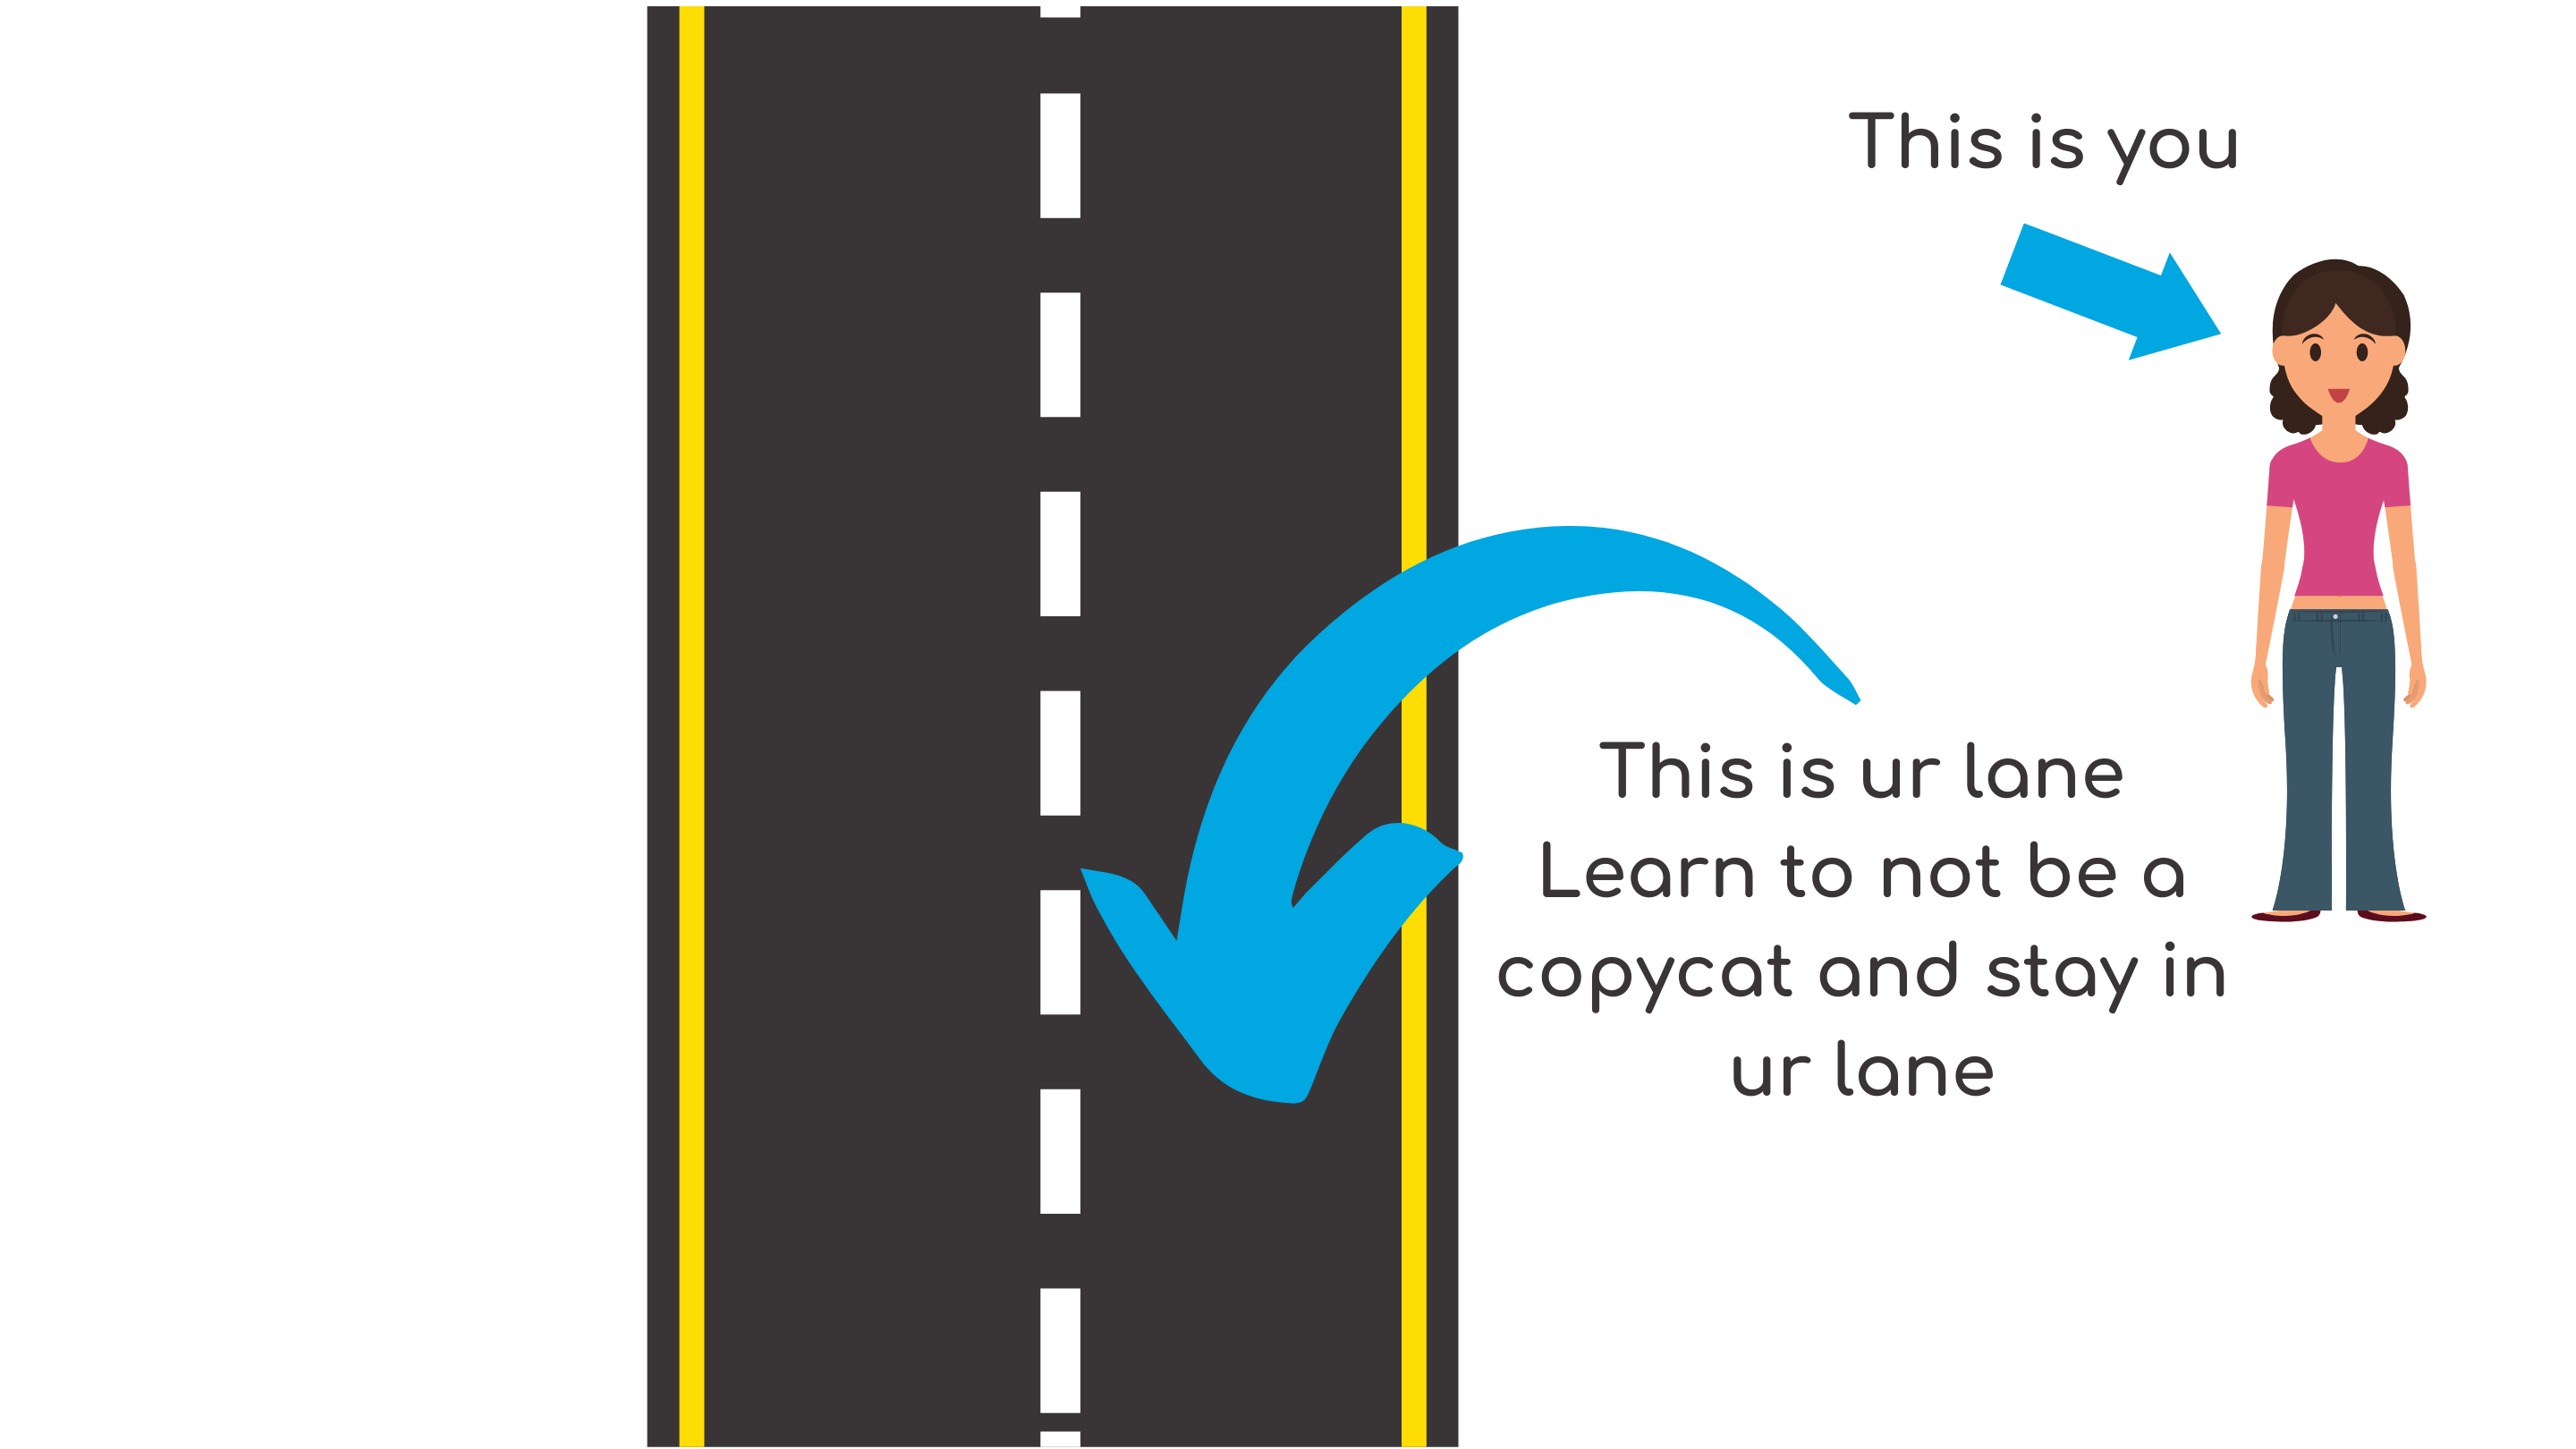 This is you
This is ur lane
Learn to not be a
copycat and stay in
ur lane